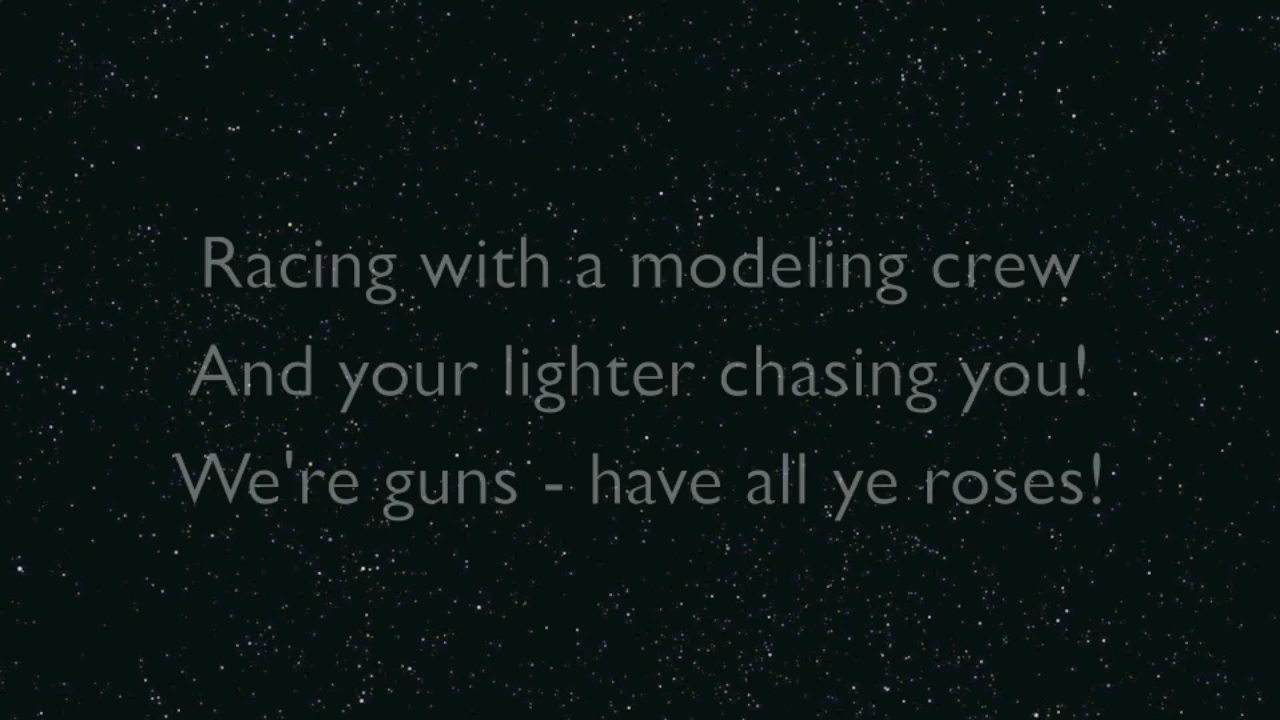 Racing with a modeling crew
And your lighter chasing you!
We're guns - have all ye roses!